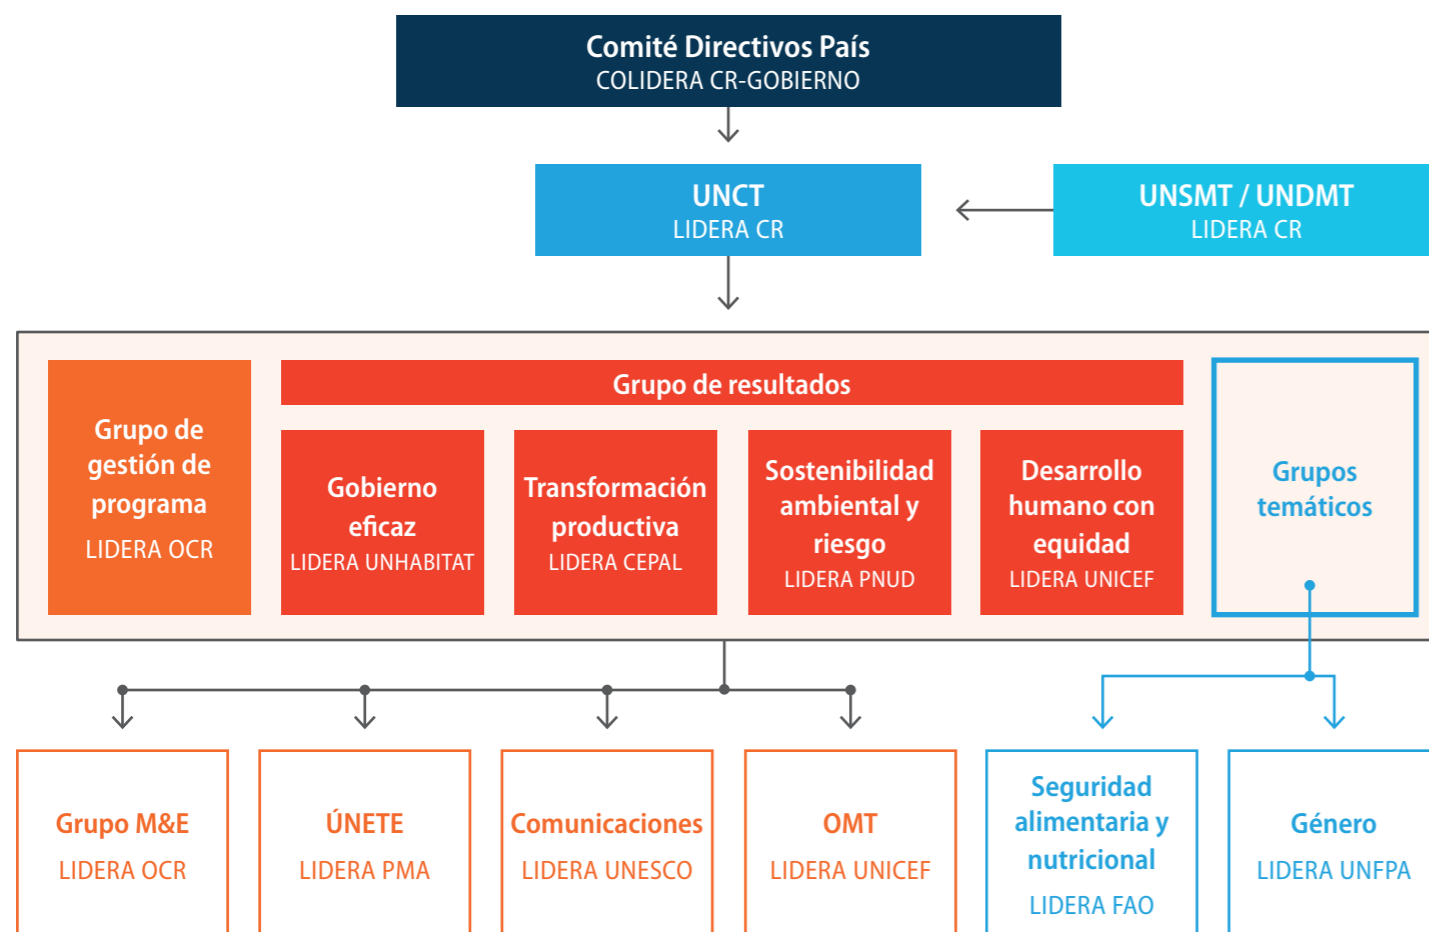 Comité Directivos País
COLIDERA CR-GOBIERNO
UNCT
LIDERA CR
UNSMT / UNDMT
LIDERA CR
Grupo de
gestión de
programa
LIDERA OCR
Grupo de resultados
Gobierno
eficaz
LIDERA UNHABITAT
Transformación
productiva
LIDERA CEPAL
Sostenibilidad
ambiental y
riesgo
LIDERA PNUD
Desarrollo
humano con
equidad
LIDERA UNICEF
Grupos
temáticos
Grupo M&E
LIDERA OCR
ÚNETE
LIDERA PMA
Comunicaciones
LIDERA UNESCO
OMT
LIDERA UNICEF
Seguridad
alimentaria y
nutricional
LIDERA FAO
Género
LIDERA UNFPA